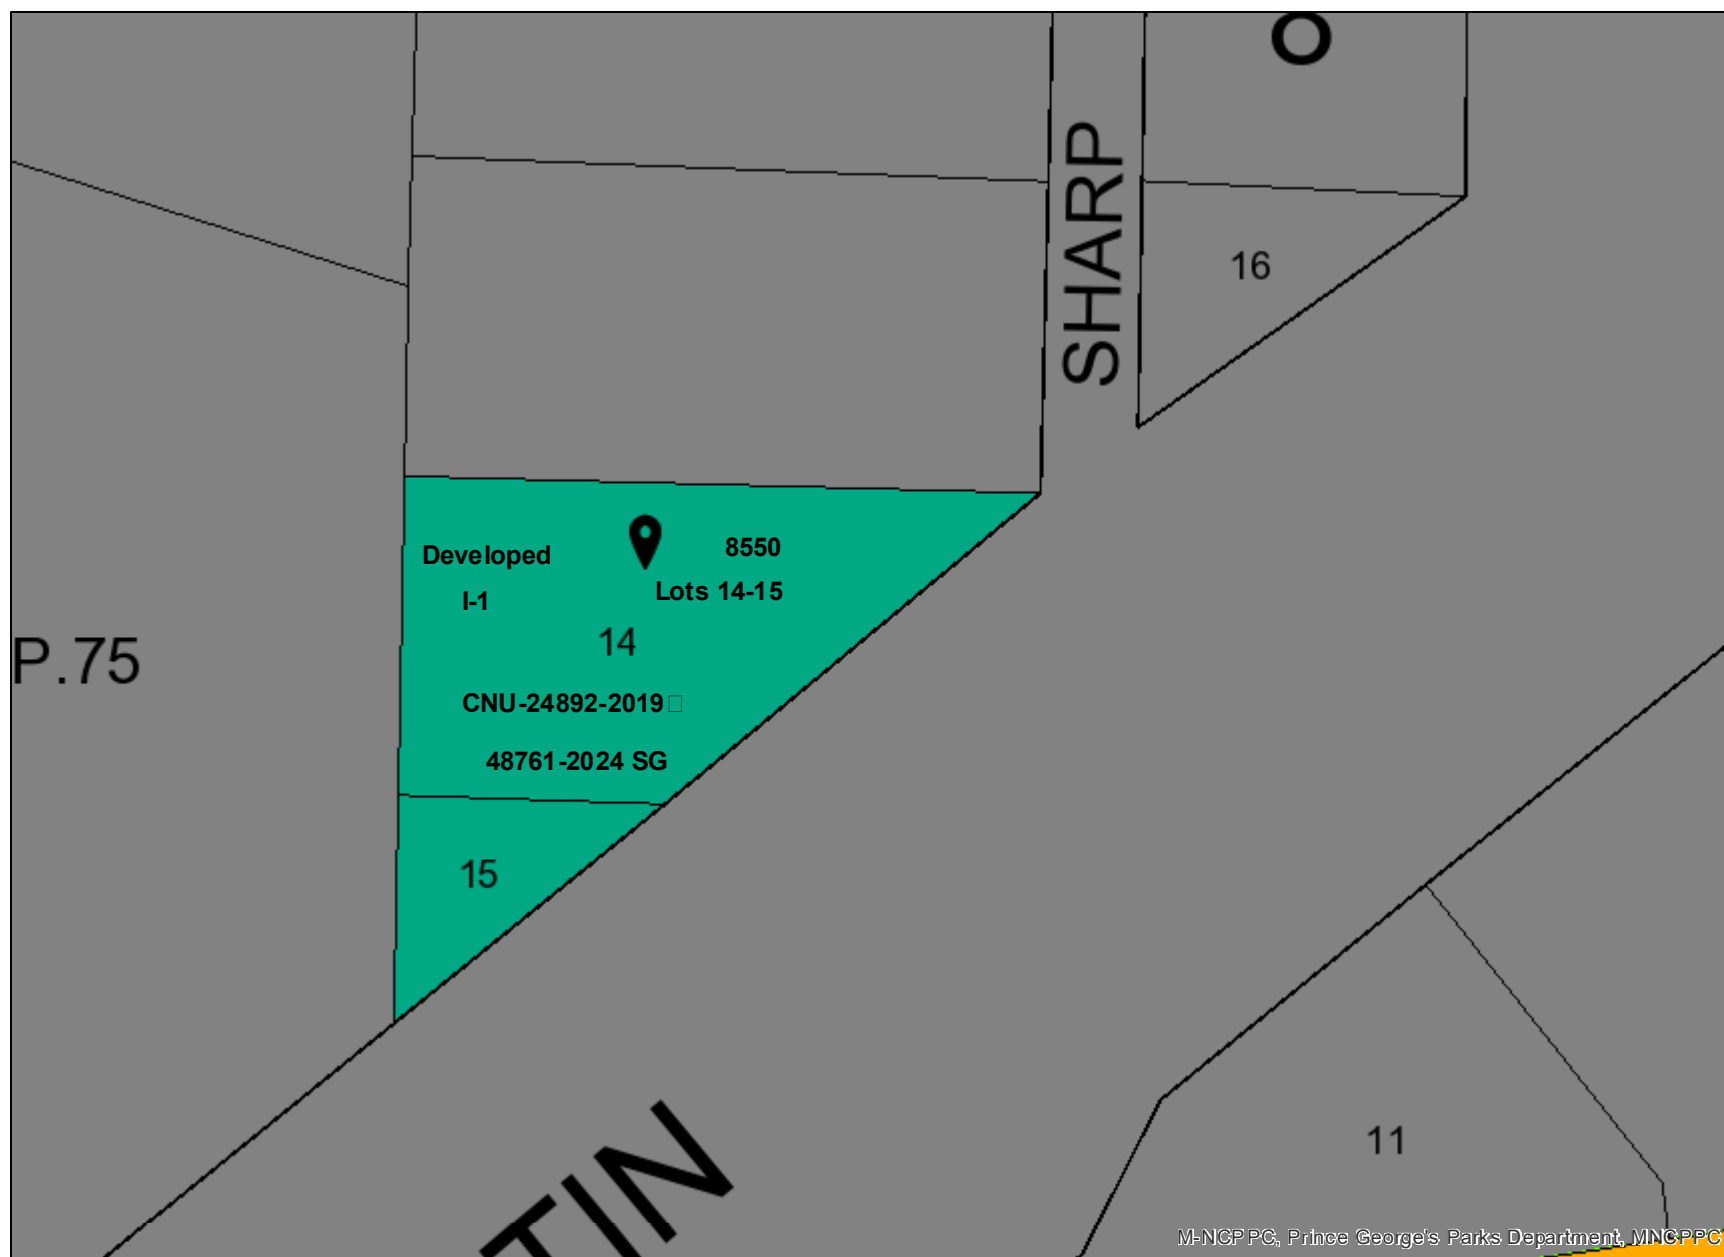 O
SHARP
16
Developed
8550
I-1
Lots 14-15
14
P.75
CNU-24892-2019
48761-2024 SG
15
TIN
11
M-NCPPC, Prince George's Parks Department, MNCPPC